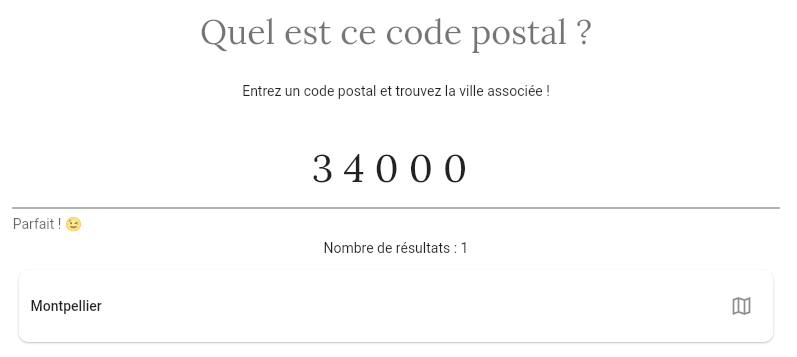 Quel est ce code postal ?
Entrez un code postal et trouvez la ville associée !
34000
Parfait ! 😉
Nombre de résultats : 1
Montpellier